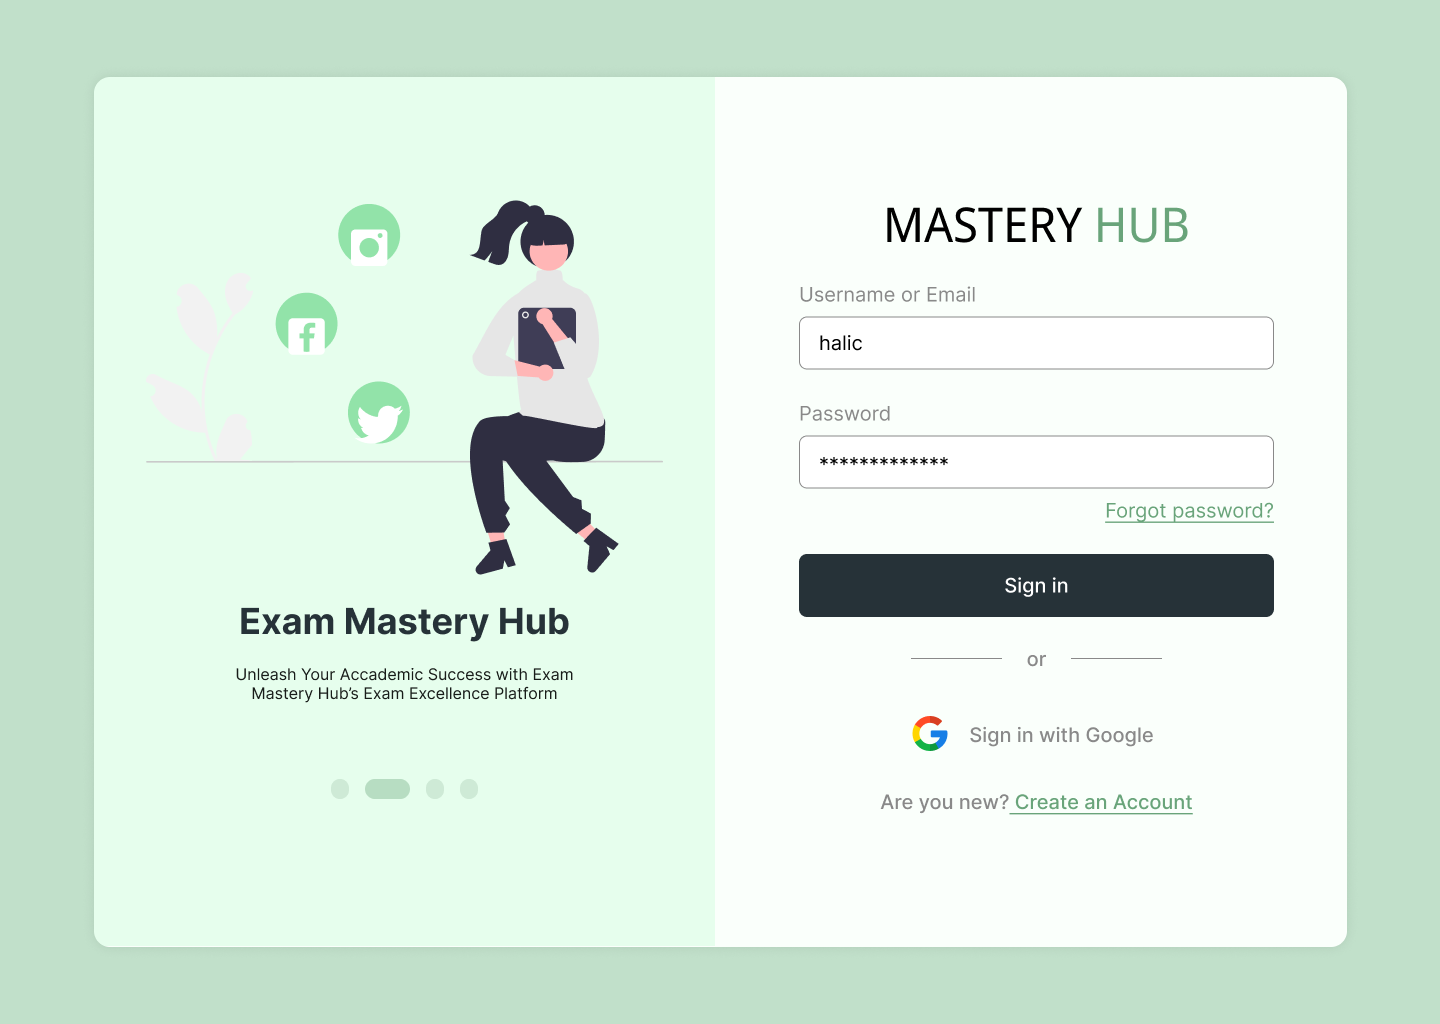 Exam Mastery Hub
Unleash Your Accademic Success with Exam
Mastery Hub’s Exam Excellence Platform
MASTERY HUB
Username or Email
halic
Password
*************
Forgot password?
Sign in
or
Sign in with Google
Are you new? Create an Account